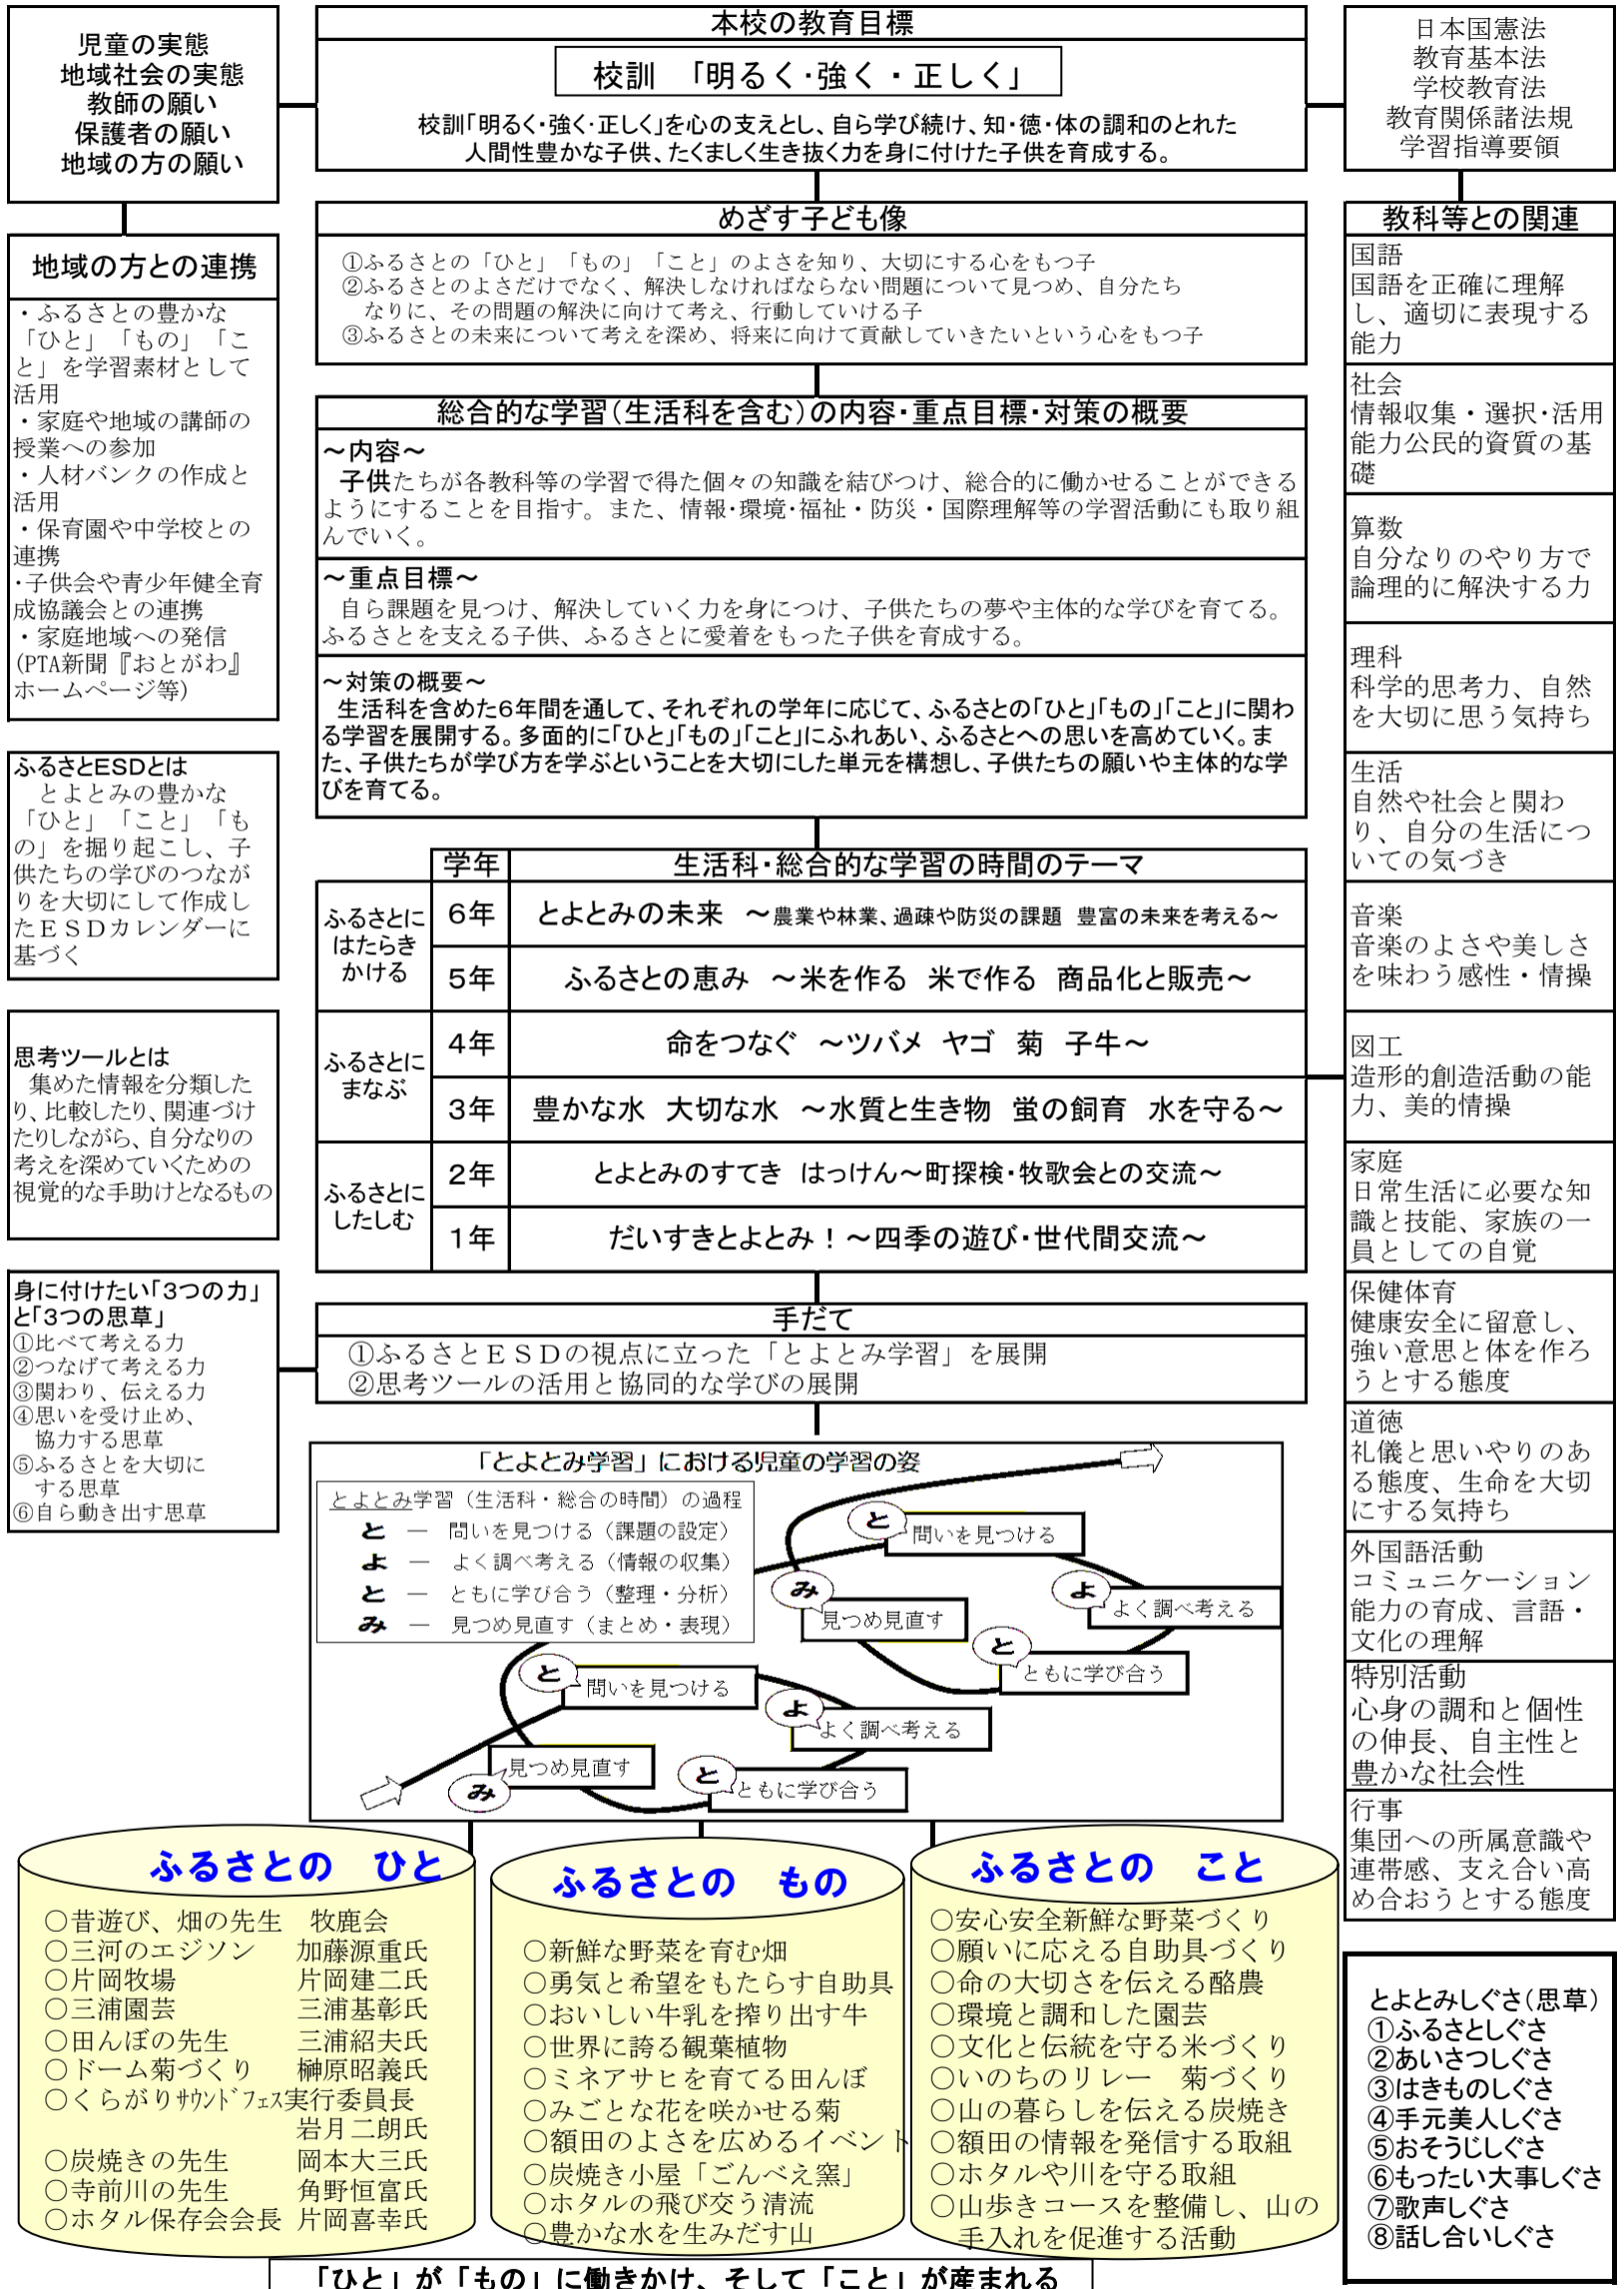 児童の実態
地域社会の実態
教師の願い
保護者の願い
地域の方の願い
本校の教育目標
校訓　「明るく・強く・正しく」
校訓「明るく・強く・正しく」を心の支えとし、自ら学び続け、知・徳・体の調和のとれた
人間性豊かな子供、たくましく生き抜く力を身に付けた子供を育成する。
日本国憲法
教育基本法
学校教育法
教育関係諸法規
学習指導要領
地域の方との連携
・ふるさとの豊かな
「ひと」「もの」「こ
と」を学習素材として
活用
・家庭や地域の講師の
授業への参加
・人材バンクの作成と
活用
・保育園や中学校との
連携
・子供会や青少年健全育
成協議会との連携
・家庭地域への発信
(PTA新聞『おとがわ』
ホームページ等)
ふるさとESDとは
とよとみの豊かな
「ひと」「こと」「も
の」を掘り起こし、子
供たちの学びのつなが
りを大切にして作成し
たＥＳＤカレンダーに
基づく
思考ツールとは
集めた情報を分類した
り、比較したり、関連づけ
たりしながら、自分なりの
考えを深めていくための
視覚的な手助けとなるもの
身に付けたい「3つの力」
と「3つの思草」
①比べて考える力
②つなげて考える力
③関わり、伝える力
④思いを受け止め、
協力する思草
⑤ふるさとを大切に
する思草
⑥自ら動き出す思草
めざす子ども像
①ふるさとの「ひと」「もの」「こと」のよさを知り、大切にする心をもつ子
②ふるさとのよさだけでなく、解決しなければならない問題について見つめ、自分たち
なりに、その問題の解決に向けて考え、行動していける子
③ふるさとの未来について考えを深め、将来に向けて貢献していきたいという心をもつ子
総合的な学習（生活科を含む）の内容・重点目標・対策の概要
～内容～
子供たちが各教科等の学習で得た個々の知識を結びつけ、総合的に働かせることができる
ようにすることを目指す。また、情報・環境・福祉・防災・国際理解等の学習活動にも取り組
んでいく。
～重点目標～
自ら課題を見つけ、解決していく力を身につけ、子供たちの夢や主体的な学びを育てる。
ふるさとを支える子供、ふるさとに愛着をもった子供を育成する。
～対策の概要～
生活科を含めた6年間を通して、それぞれの学年に応じて、ふるさとの「ひと」「もの」「こと」に関わ
る学習を展開する。多面的に「ひと」「もの」「こと」にふれあい、ふるさとへの思いを高めていく。ま
た、子供たちが学び方を学ぶということを大切にした単元を構想し、子供たちの願いや主体的な学
びを育てる。
学年　生活科・総合的な学習の時間のテーマ
ふるさとに
はたらき
かける
6年　とよとみの未来　～農業や林業、過疎や防災の課題　豊富の未来を考える～
5年　ふるさとの恵み　～米を作る　米で作る　商品化と販売～
ふるさとに
まなぶ
4年　命をつなぐ　～ツバメ　ヤゴ　菊　子牛～
3年　豊かな水　大切な水　～水質と生き物　蛍の飼育　水を守る～
ふるさとに
したしむ
2年　とよとみのすてき　はっけん～町探検・牧歌会との交流～
1年　だいすきとよとみ！～四季の遊び・世代間交流～
手だて
①ふるさとＥＳＤの視点に立った「とよとみ学習」を展開
②思考ツールの活用と協同的な学びの展開
「とよとみ学習」における児童の学習の姿
とよとみ学習（生活科・総合の時間）の過程
と　―　問いを見つける（課題の設定）
よ　―　よく調べ考える（情報の収集）
と　―　ともに学び合う（整理・分析）
み　―　見つめ見直す（まとめ・表現）
と
問いを見つける
よ
よく調べ考える
み
見つめ見直す
と
ともに学び合う
と
問いを見つける
よ
よく調べ考える
見つめ見直す
み
と
ともに学び合う
教科等との関連
国語
国語を正確に理解
し、適切に表現する
能力
社会
情報収集・選択・活用
能力公民的資質の基
礎
算数
自分なりのやり方で
論理的に解決する力
理科
科学的思考力、自然
を大切に思う気持ち
生活
自然や社会と関わ
り、自分の生活につ
いての気づき
音楽
音楽のよさや美しさ
を味わう感性・情操
図工
造形的創造活動の能
力、美的情操
家庭
日常生活に必要な知
識と技能、家族の一
員としての自覚
保健体育
健康安全に留意し、
強い意思と体を作ろ
うとする態度
道徳
礼儀と思いやりのあ
る態度、生命を大切
にする気持ち
外国語活動
コミュニケーション
能力の育成、言語・
文化の理解
特別活動
心身の調和と個性
の伸長、自主性と
豊かな社会性
行事
集団への所属意識や
連帯感、支え合い高
め合おうとする態度
ふるさとの　ひと
○昔遊び、畑の先生　牧鹿会
○三河のエジソン　加藤源重氏
○片岡牧場　片岡建二氏
○三浦園芸　三浦基彰氏
○田んぼの先生　三浦紹夫氏
○ドーム菊づくり　榊原昭義氏
○くらがりｻｳﾝﾄﾞﾌｪｽ実行委員長
岩月二朗氏
○炭焼きの先生　岡本大三氏
○寺前川の先生　角野恒富氏
○ホタル保存会会長　片岡喜幸氏
ふるさとの　もの
○新鮮な野菜を育む畑
○勇気と希望をもたらす自助具
○おいしい牛乳を搾り出す牛
○世界に誇る観葉植物
○ミネアサヒを育てる田んぼ
○みごとな花を咲かせる菊
○額田のよさを広めるイベント
○炭焼き小屋「ごんべえ窯」
○ホタルの飛び交う清流
○豊かな水を生みだす山
ふるさとの　こと
○安心安全新鮮な野菜づくり
○願いに応える自助具づくり
○命の大切さを伝える酪農
○環境と調和した園芸
○文化と伝統を守る米づくり
○いのちのリレー　菊づくり
○山の暮らしを伝える炭焼き
○額田の情報を発信する取組
○ホタルや川を守る取組
○山歩きコースを整備し、山の
手入れを促進する活動
とよとみしぐさ（思草）
①ふるさとしぐさ
②あいさつしぐさ
③はきものしぐさ
④手元美人しぐさ
⑤おそうじしぐさ
⑥もったい大事しぐさ
⑦歌声しぐさ
⑧話し合いしぐさ
「ひと」が「もの」に働きかけ、そして「こと」が産まれる